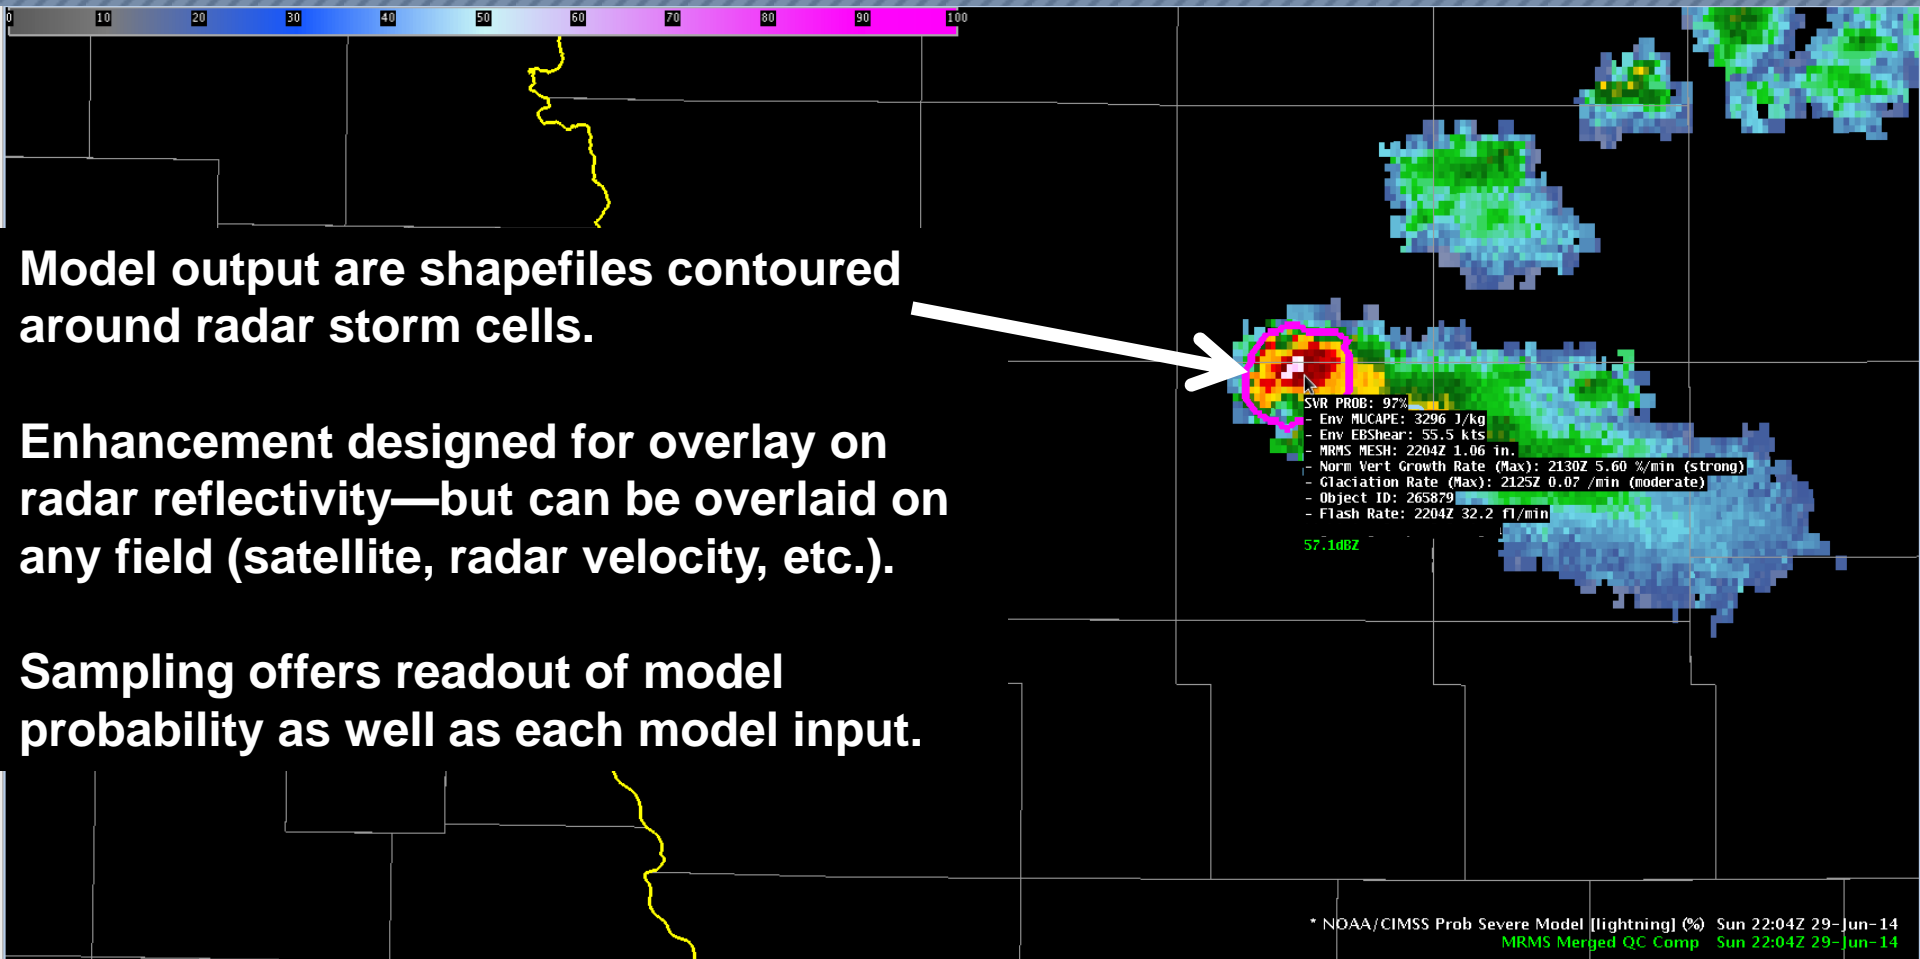 0 10 20 30 40 50 60 70 80 90 100
Model output are shapefiles contoured
around radar storm cells.
Enhancement designed for overlay on
radar reflectivity—but can be overlaid on
any field (satellite, radar velocity, etc.).
Sampling offers readout of model
probability as well as each model input.
SVR PROB: 97%
- Env MUCAPE: 3296 J/kg
- Env EBShear: 55.5 kts
- MRMS MESH: 2204Z 1.06 in.
- Norm Vert Growth Rate (Max): 2130Z 5.60 %/min (strong)
- Glaciation Rate (Max): 2125Z 0.07 /min (moderate)
- Object ID: 265879
- Flash Rate: 2204Z 32.2 fl/min
57.1dBZ
* NOAA/CIMSS Prob Severe Model [lightning] (%) Sun 22:04Z 29-Jun-14
MRMS Merged QC Comp Sun 22:04Z 29-Jun-14